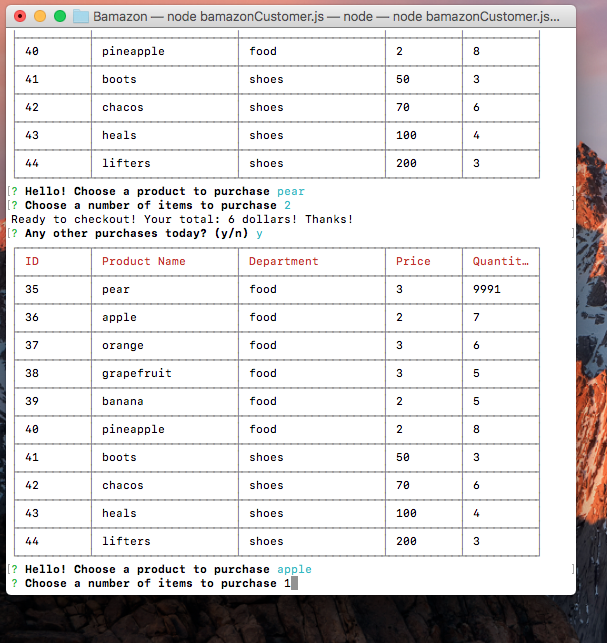 Bamazon — node bamazonCustomer.js — node — node bamazonCustomer.js...
40 pineapple food 2 8
41 boots shoes 50 3
42 chacos shoes 70 6
43 heals shoes 100 4
44 lifters shoes 200 3
[? Hello! Choose a product to purchase pear ]
[? Choose a number of items to purchase 2 ]
Ready to checkout! Your total: 6 dollars! Thanks!
[? Any other purchases today? (y/n) y ]
ID Product Name Department Price Quantit…
35 pear food 3 9991
36 apple food 2 7
37 orange food 3 6
38 grapefruit food 3 5
39 banana food 2 5
40 pineapple food 2 8
41 boots shoes 50 3
42 chacos shoes 70 6
43 heals shoes 100 4
44 lifters shoes 200 3
[? Hello! Choose a product to purchase apple ]
? Choose a number of items to purchase 1